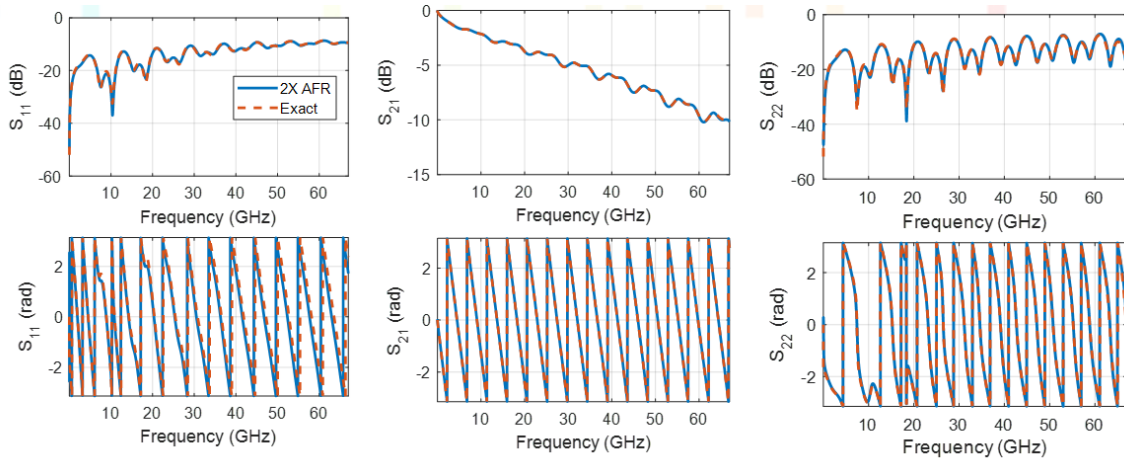 0
-20
-40
-60
S11 (dB)
2X AFR
Exact
10 20 30 40 50 60
Frequency (GHz)
0
-5
-10
-15
S21 (dB)
10 20 30 40 50 60
Frequency (GHz)
0
-20
-40
-60
S22 (dB)
0 10 20 30 40 50 60
Frequency (GHz)
2
0
-2
S11 (rad)
10 20 30 40 50 60
Frequency (GHz)
2
0
-2
S21 (rad)
10 20 30 40 50 60
Frequency (GHz)
2
0
-2
S22 (rad)
0 10 20 30 40 50 60
Frequency (GHz)